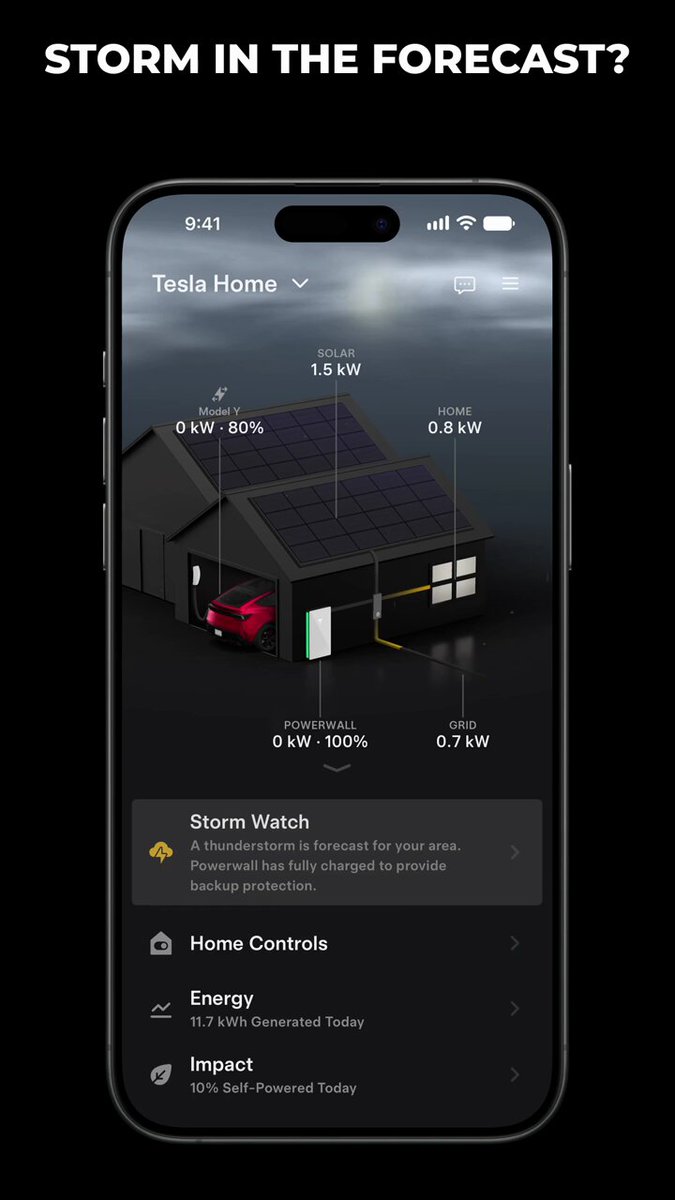 STORM IN THE FORECAST?
9:41
Tesla Home
SOLAR
1.5 kW
Model Y
0 kW · 80%
HOME
0.8 kW
POWERWALL
0 kW · 100%
GRID
0.7 kW
Storm Watch
A thunderstorm is forecast for your area.
Powerwall has fully charged to provide
backup protection.
Home Controls
Energy
11.7 kWh Generated Today
Impact
10% Self-Powered Today